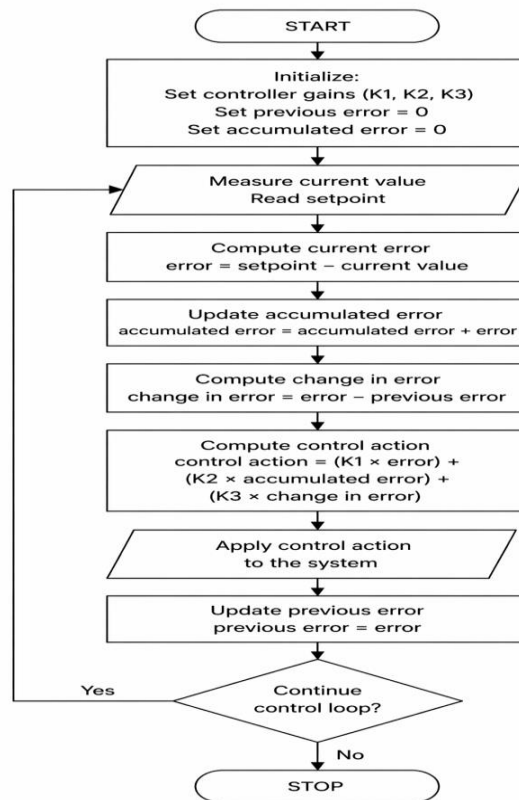 START
Initialize:
Set controller gains (K1, K2, K3)
Set previous error = 0
Set accumulated error = 0
Measure current value
Read setpoint
Compute current error
error = setpoint – current value
Update accumulated error
accumulated error = accumulated error + error
Compute change in error
change in error = error – previous error
Compute control action
control action = (K1 × error) +
(K2 × accumulated error) +
(K3 × change in error)
Apply control action
to the system
Update previous error
previous error = error
Continue
control loop?
Yes
No
STOP